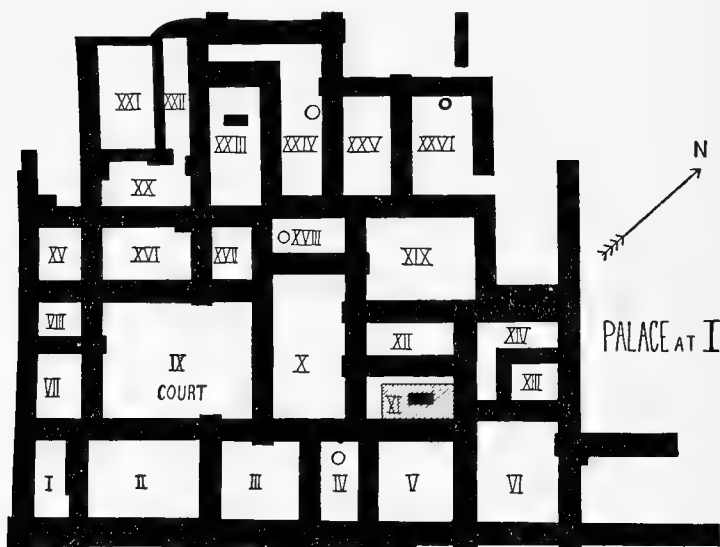 XXI XXII XXIII XXIV XXV XXVI
N
XX
XV XVI XVII XVIII XIX
VIII XII XIV
PALACE AT I
VII IX X XI XIII
COURT
I II III IV V VI